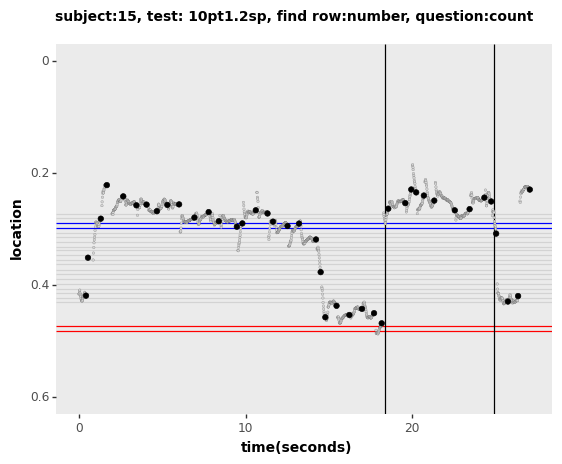 subject:15, test: 10pt1.2sp, find row:number, question:count
location
0
0.2
0.4
0.6
0
10
20
time(seconds)